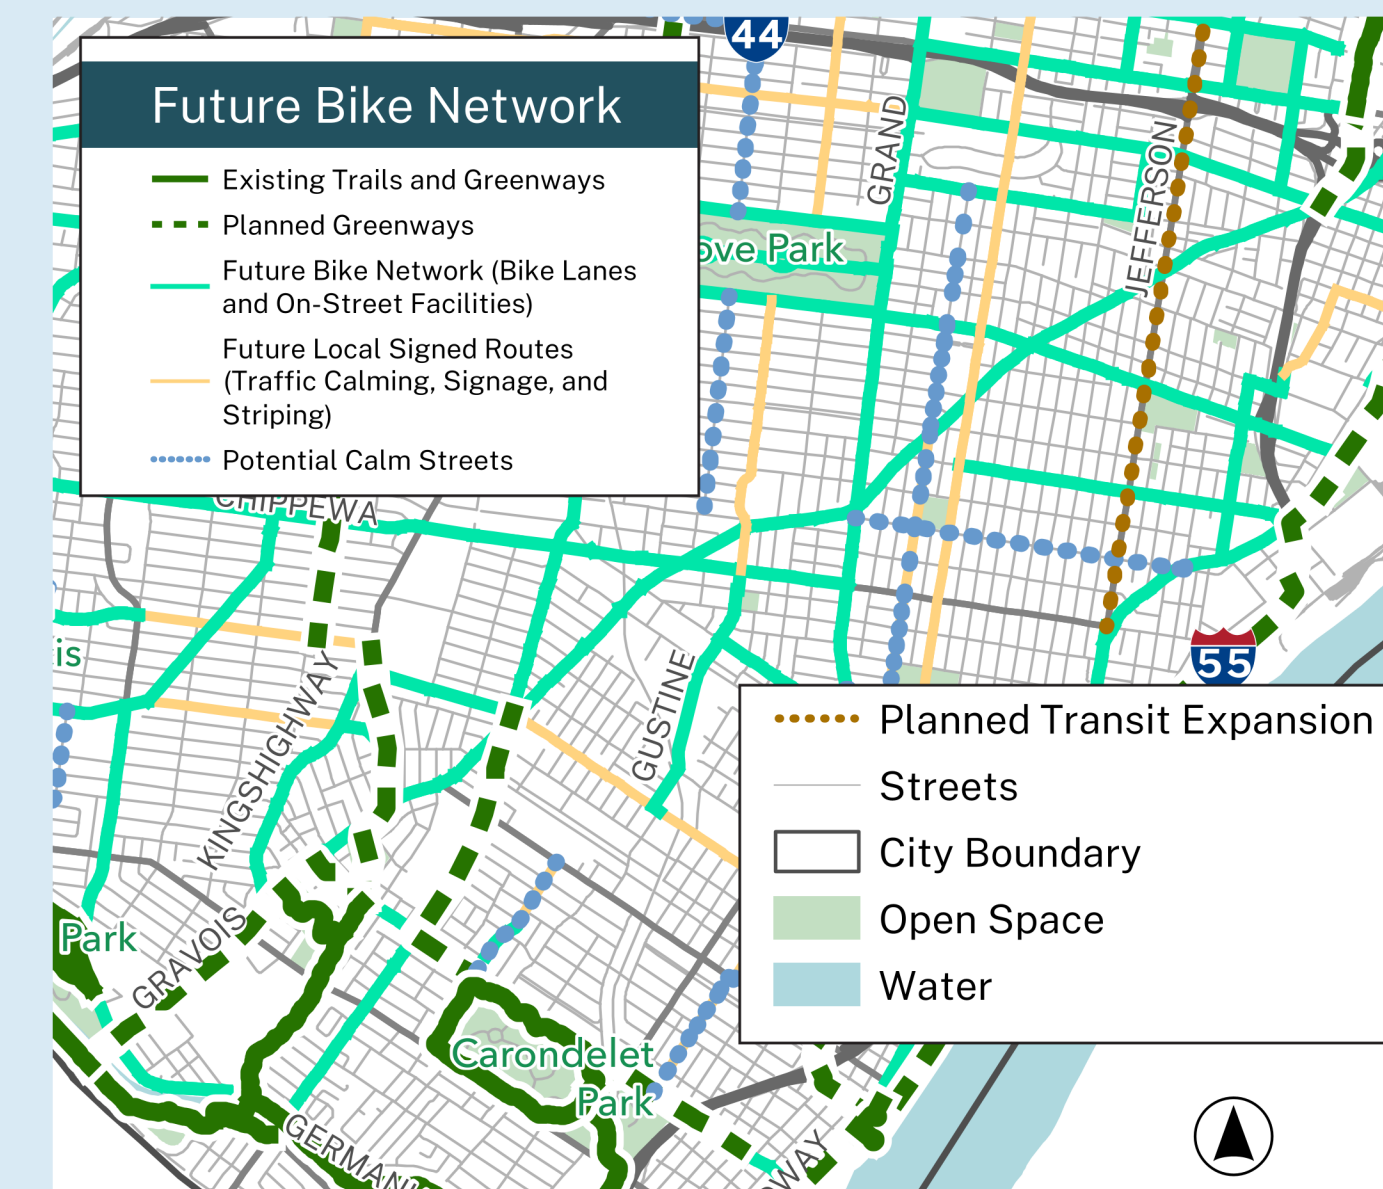 44
Future Bike Network
Existing Trails and Greenways
Planned Greenways
Future Bike Network (Bike Lanes
and On-Street Facilities)
Future Local Signed Routes
(Traffic Calming, Signage, and
Striping)
Potential Calm Streets
GRAND
JEFFERSON
ove Park
CHIPPEWA
is
KINGSHIGHWAY
GUSTINE
55
Planned Transit Expansion
Streets
City Boundary
Open Space
Water
Park
GRAVOIS
Carondelet
Park
GERMANI
WAY